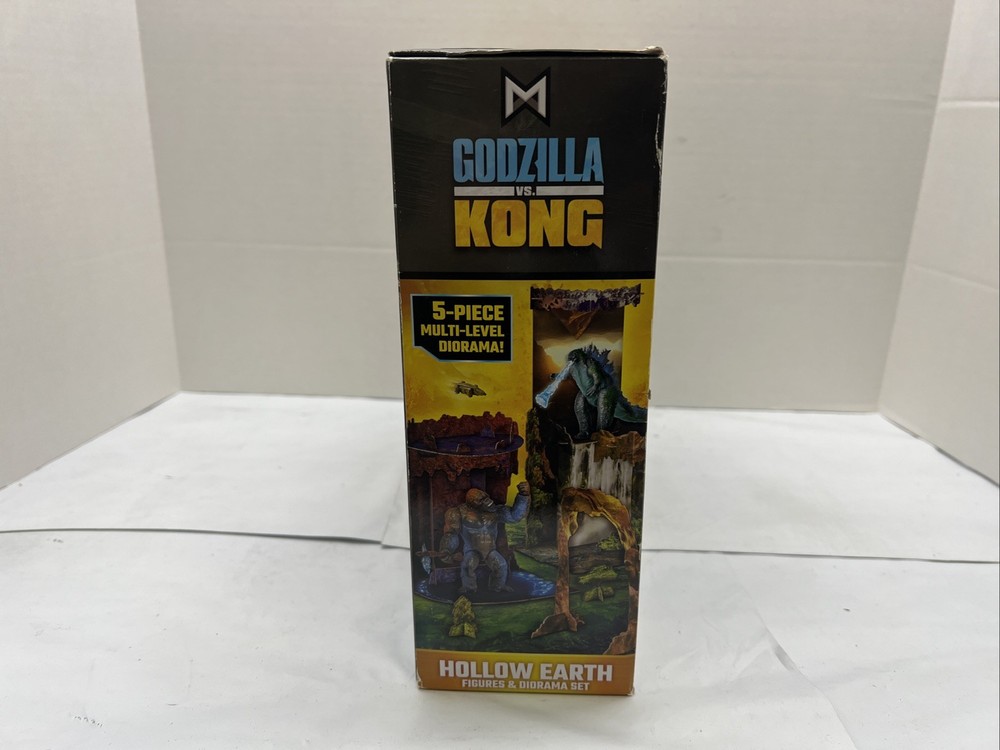 M
GODZILLA
VS.
KONG
5-PIECE
MULTI-LEVEL
DIORAMA!
HOLLOW EARTH
FIGURES & DIORAMA SET